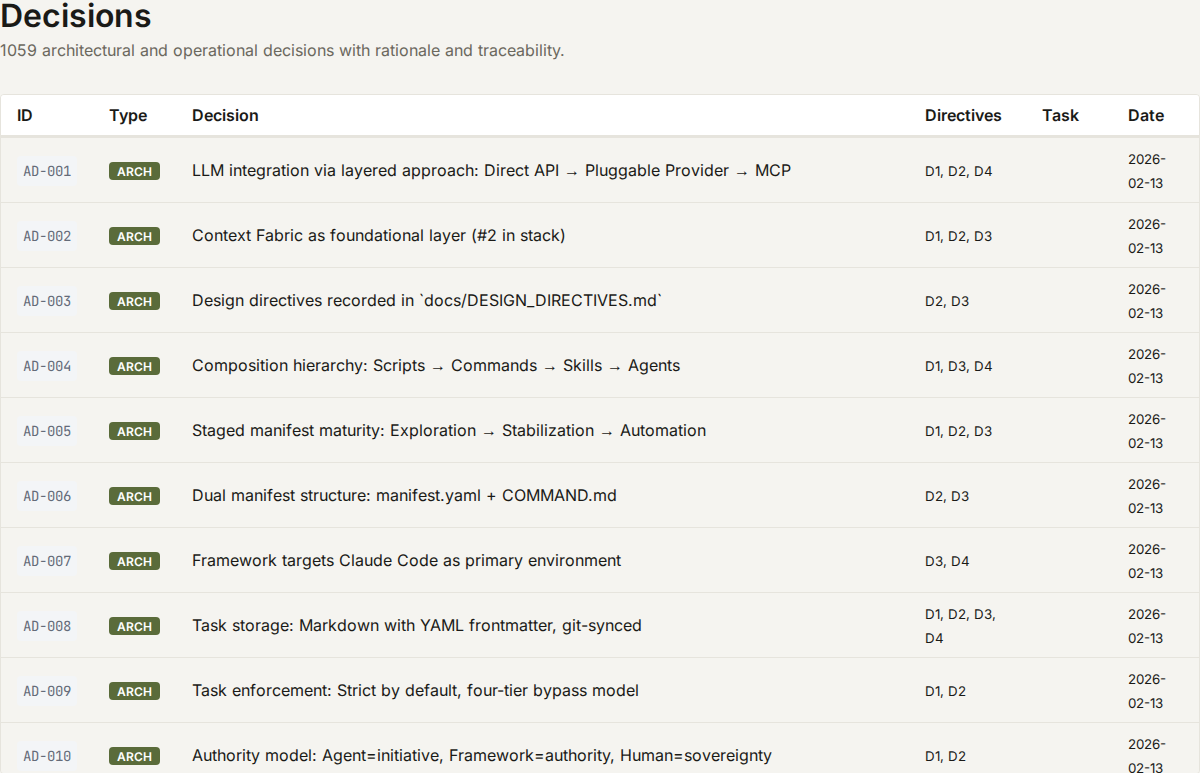 Decisions
1059 architectural and operational decisions with rationale and traceability.
ID Type Decision Directives Task Date
AD-001 ARCH LLM integration via layered approach: Direct API → Pluggable Provider → MCP D1, D2, D4 2026-
02-13
AD-002 ARCH Context Fabric as foundational layer (#2 in stack) D1, D2, D3 2026-
02-13
AD-003 ARCH Design directives recorded in `docs/DESIGN_DIRECTIVES.md` D2, D3 2026-
02-13
AD-004 ARCH Composition hierarchy: Scripts → Commands → Skills → Agents D1, D3, D4 2026-
02-13
AD-005 ARCH Staged manifest maturity: Exploration → Stabilization → Automation D1, D2, D3 2026-
02-13
AD-006 ARCH Dual manifest structure: manifest.yaml + COMMAND.md D2, D3 2026-
02-13
AD-007 ARCH Framework targets Claude Code as primary environment D3, D4 2026-
02-13
AD-008 ARCH Task storage: Markdown with YAML frontmatter, git-synced D1, D2, D3, 2026-
D4 02-13
AD-009 ARCH Task enforcement: Strict by default, four-tier bypass model D1, D2 2026-
02-13
AD-010 ARCH Authority model: Agent=initiative, Framework=authority, Human=sovereignty D1, D2 2026-
02-13